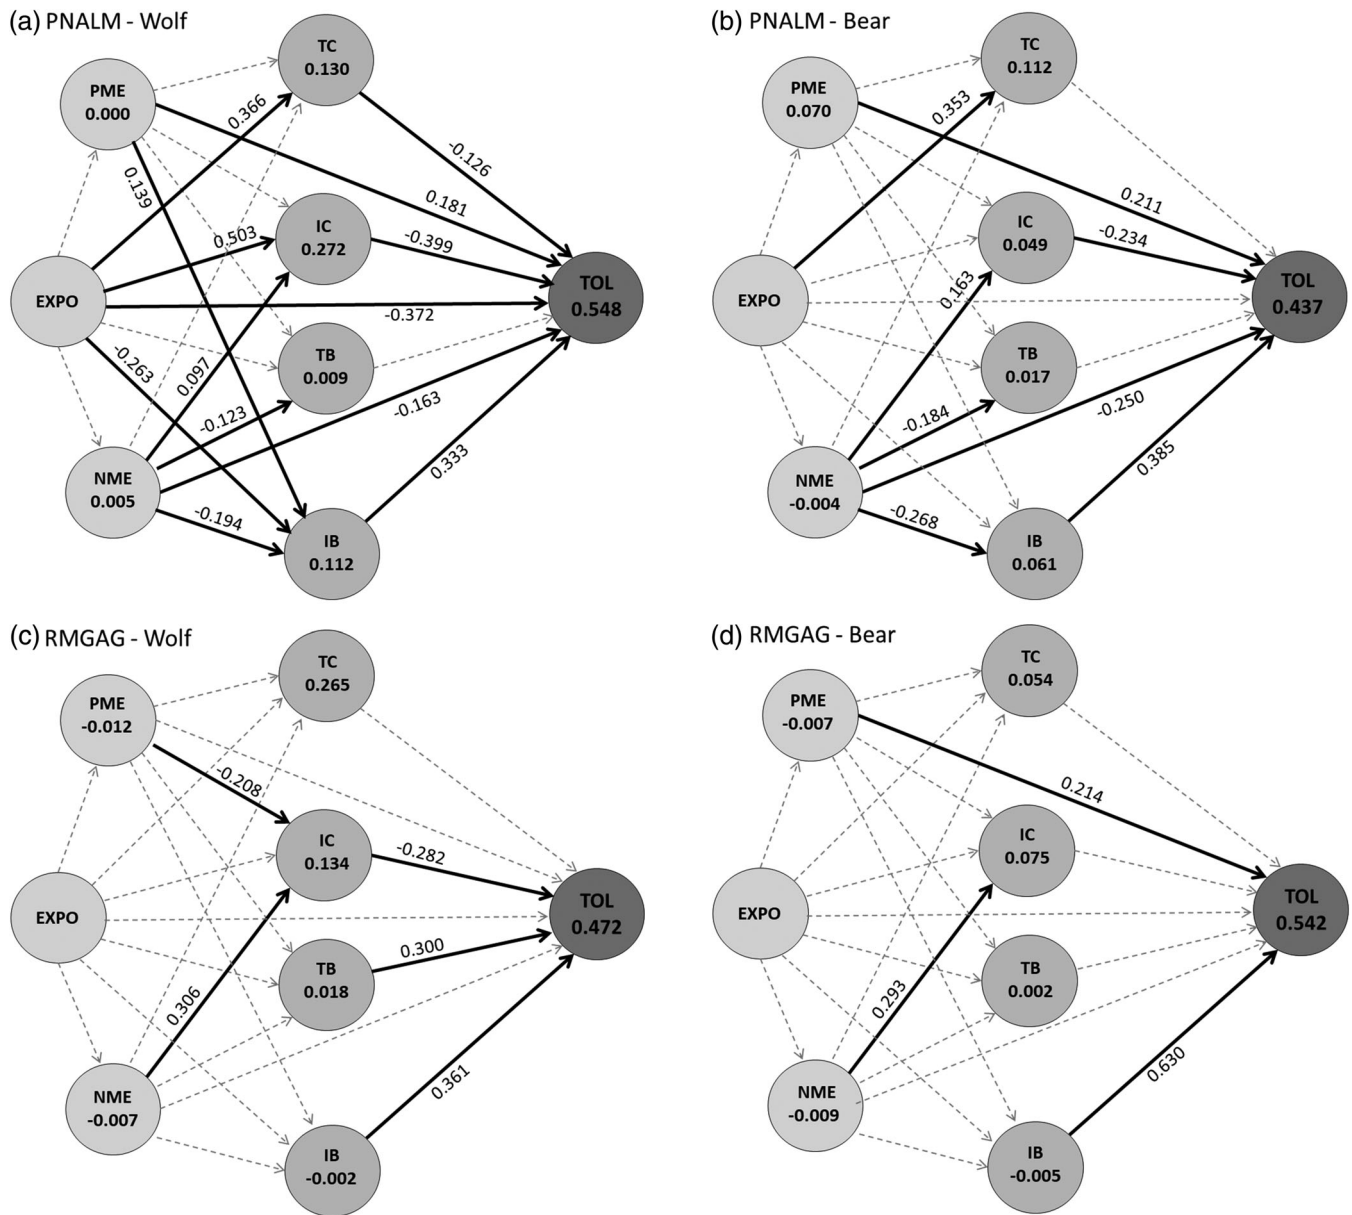 (a) PNALM - Wolf
TC
0.130
PME
0.000
0.366
-0.126
0.139
0.181
IC
0.272
0.503
-0.399
EXPO
TOL
0.548
-0.372
-0.263
0.097
TB
0.009
-0.123
-0.163
NME
0.005
0.333
-0.194
IB
0.112
(b) PNALM - Bear
TC
0.112
PME
0.070
0.353
0.211
IC
0.049
-0.234
EXPO
0.163
TOL
0.437
TB
0.017
-0.184
-0.250
NME
-0.004
0.385
-0.268
IB
0.061
(c) RMGAG - Wolf
TC
0.265
PME
-0.012
-0.208
IC
0.134
-0.282
EXPO
TOL
0.472
0.300
TB
0.018
0.306
NME
-0.007
0.361
IB
-0.002
(d) RMGAG - Bear
TC
0.054
PME
-0.007
0.214
IC
0.075
EXPO
TOL
0.542
TB
0.002
0.293
NME
-0.009
0.630
IB
-0.005